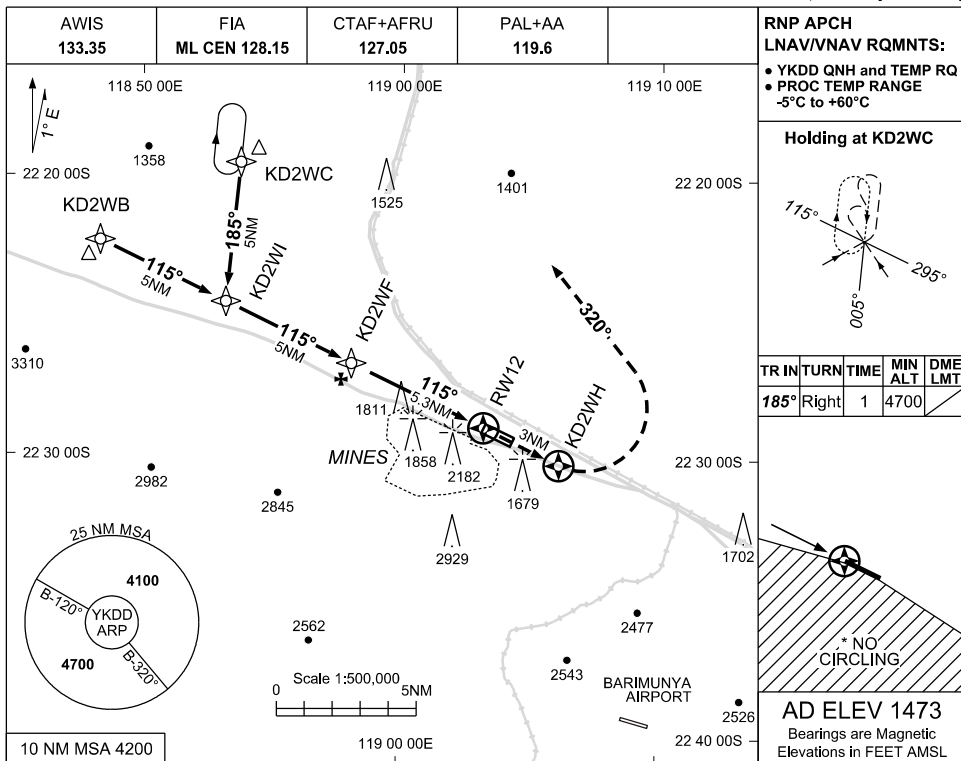 AWIS
133.35
FIA
ML CEN 128.15
CTAF+AFRU
127.05
PAL+AA
119.6
RNP APCH
LNAV/VNAV RQMNTS:
• YKDD QNH and TEMP RQ
• PROC TEMP RANGE
-5°C to +60°C
118 50 00E
119 00 00E
119 10 00E
1° E
1358
KD2WC
22 20 00S
1525
1401
22 20 00S
KD2WB
185°
5NM
115°
5NM
KD2WI
115°
5NM
KD2WF
320°
3310
115°
5.3NM
RW12
3NM
KD2WH
1811
MINES
1858
2182
1679
22 30 00S
22 30 00S
2982
2845
2929
1702
25 NM MSA
4100
B-120°
YKDD
ARP
4700
B-320°
2562
2477
2543
Scale 1:500,000
0
5NM
BARIMUNYA
AIRPORT
2526
22 40 00S
119 00 00E
10 NM MSA 4200
Holding at KD2WC
115°
295°
005°
TR IN TURN TIME MIN ALT DME LMT
185° Right 1 4700
* NO
CIRCLING
AD ELEV 1473
Bearings are Magnetic
Elevations in FEET AMSL